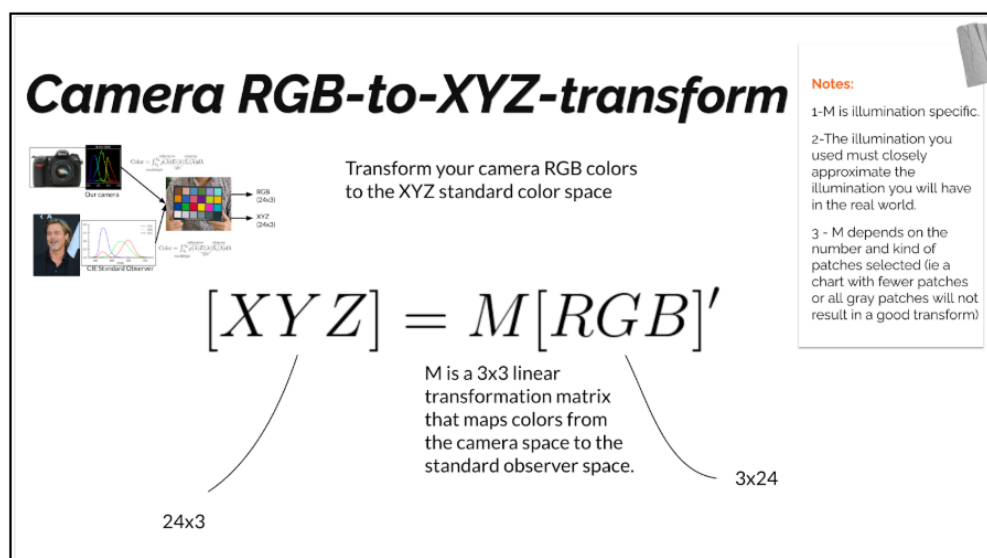 Camera RGB-to-XYZ-transform
Our camera
CIE Standard Observer
RGB
(24x3)
XYZ
(24x3)
Transform your camera RGB colors
to the XYZ standard color space
[XYZ] = M[RGB]′
M is a 3x3 linear
transformation matrix
that maps colors from
the camera space to the
standard observer space.
24x3
3x24
Notes:
1-M is illumination specific.
2-The illumination you
used must closely
approximate the
illumination you will have
in the real world.
3 - M depends on the
number and kind of
patches selected (ie a
chart with fewer patches
or all gray patches will not
result in a good transform)